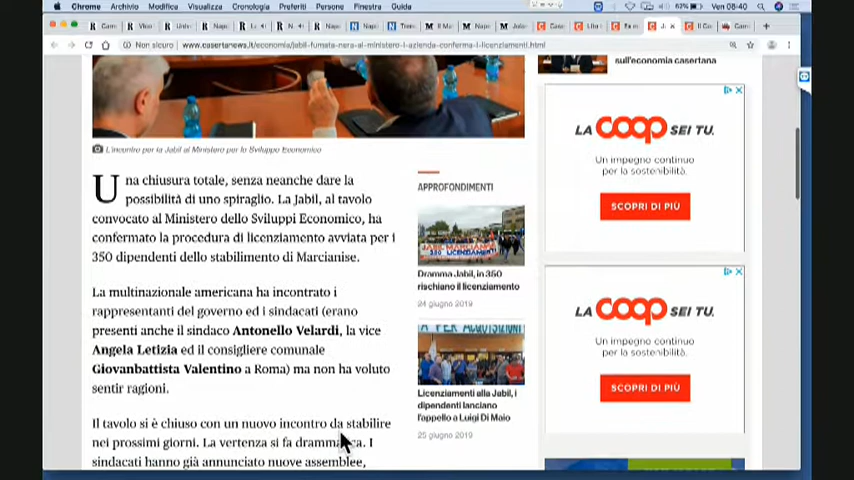 Chrome Archivio Modifica Visualizza Cronologia Preferiti Persone Finestra Guida
62% Ven 08:40
Non sicuro www.casertanews.it/economia/jabil-fumata-nera-al-ministero-l-azienda-conferma-i-licenziamenti.html
sull'economia casertana
L'incontro per la Jabil al Ministero per lo Sviluppo Economico
Una chiusura totale, senza neanche dare la
possibilità di uno spiraglio. La Jabil, al tavolo
convocato al Ministero dello Sviluppi Economico, ha
confermato la procedura di licenziamento avviata per i
350 dipendenti dello stabilimento di Marcianise.
La multinazionale americana ha incontrato i
rappresentanti del governo ed i sindacati (erano
presenti anche il sindaco Antonello Velardi, la vice
Angela Letizia ed il consigliere comunale
Giovanbattista Valentino a Roma) ma non ha voluto
sentir ragioni.
Il tavolo si è chiuso con un nuovo incontro da stabilire
nei prossimi giorni. La vertenza si fa drammatica. I
sindacati hanno già annunciato nuove assemblee,
APPROFONDIMENTI
JABIL MARCIANISE
350 LICENZIAMENTI
Dramma Jabil, in 350
rischiano il licenziamento
24 giugno 2019
A PER ACQUISIZIONI
Licenziamenti alla Jabil, i
dipendenti lanciano
l'appello a Luigi Di Maio
25 giugno 2019
LA COOP SEI TU.
Un impegno continuo
per la sostenibilità.
SCOPRI DI PIÙ
LA COOP SEI TU.
Un impegno continuo
per la sostenibilità.
SCOPRI DI PIÙ